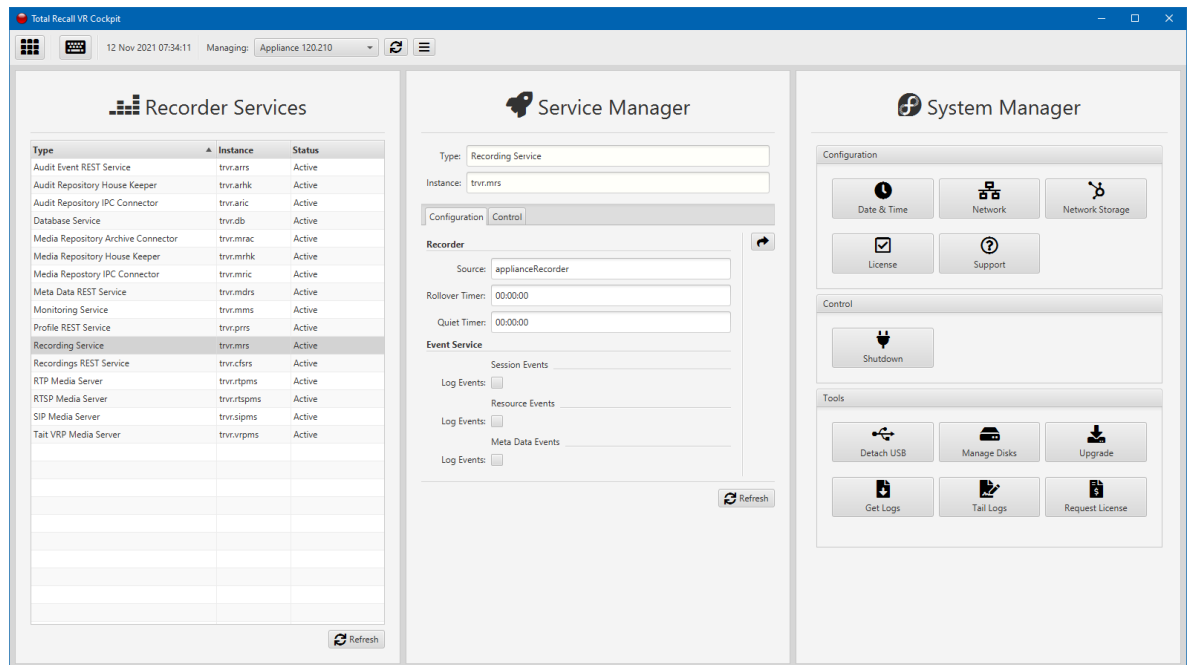 Total Recall VR Cockpit
12 Nov 2021 07:34:11 Managing: Appliance 120.210
Recorder Services
Type Instance Status
Audit Event REST Service trvr.arrs Active
Audit Repository House Keeper trvr.arhk Active
Audit Repository IPC Connector trvr.aric Active
Database Service trvr.db Active
Media Repository Archive Connector trvr.mrac Active
Media Repository House Keeper trvr.mrhk Active
Media Repostory IPC Connector trvr.mric Active
Meta Data REST Service trvr.mdrs Active
Monitoring Service trvr.mms Active
Profile REST Service trvr.prrs Active
Recording Service trvr.mrs Active
Recordings REST Service trvr.cfsrs Active
RTP Media Server trvr.rtpms Active
RTSP Media Server trvr.rtspms Active
SIP Media Server trvr.sipms Active
Tait VRP Media Server trvr.vrpms Active
Refresh
Service Manager
Type: Recording Service
Instance: trvr.mrs
Configuration Control
Recorder
Source: applianceRecorder
Rollover Timer: 00:00:00
Quiet Timer: 00:00:00
Event Service
Session Events
Log Events:
Resource Events
Log Events:
Meta Data Events
Log Events:
Refresh
System Manager
Configuration
Date & Time Network Network Storage
License Support
Control
Shutdown
Tools
Detach USB Manage Disks Upgrade
Get Logs Tail Logs Request License